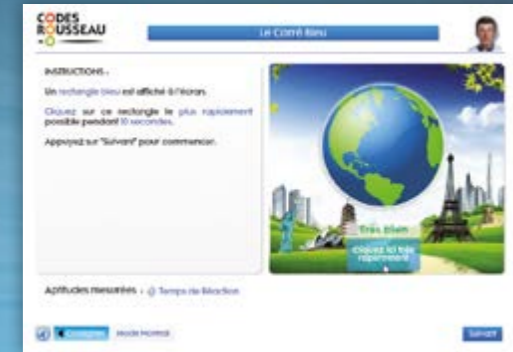 CODES
ROUSSEAU
Le Carré Bleu
INSTRUCTIONS :
Un rectangle bleu est affiché à l'écran.
Cliquez sur ce rectangle le plus rapidement
possible pendant 10 secondes.
Appuyez sur "Suivant" pour commencer.
Très bien
Cliquez ici très
rapidement
Aptitudes mesurées : Temps de Réaction
Mode Normal
Suivant